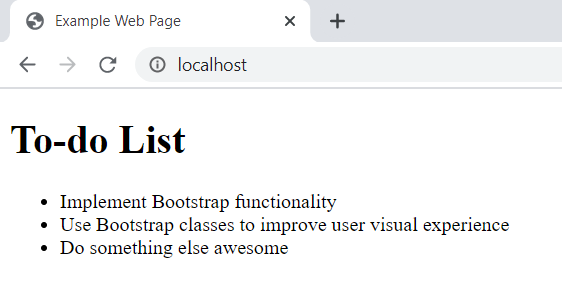 Example Web Page
localhost
To-do List
Implement Bootstrap functionality
Use Bootstrap classes to improve user visual experience
Do something else awesome